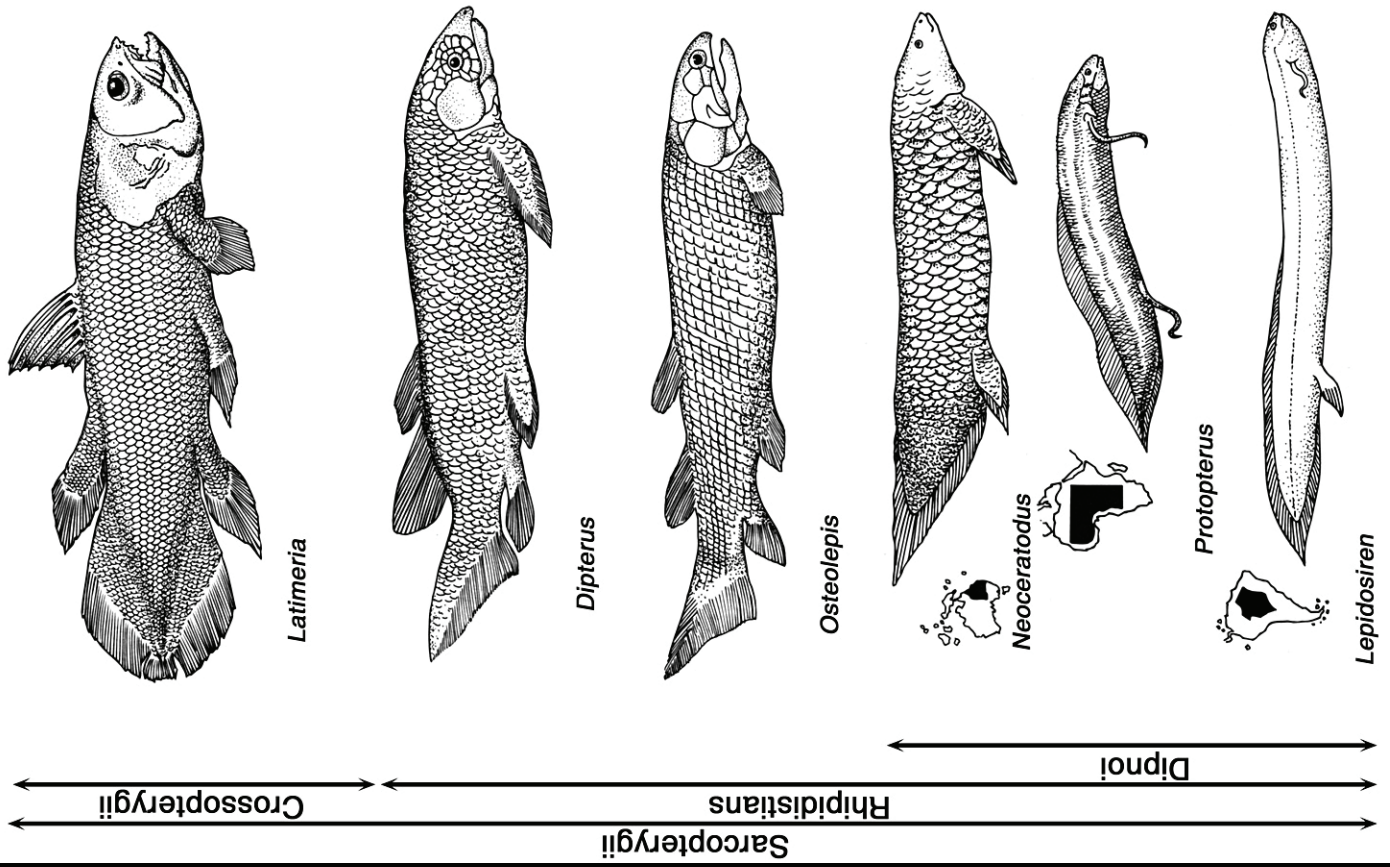 Latimeria
Dipterus
Osteolepis
Neoceratodus
Protopterus
Lepidosiren
Dipnoi
Crossopterygii
Rhipidistians
Sarcopterygii